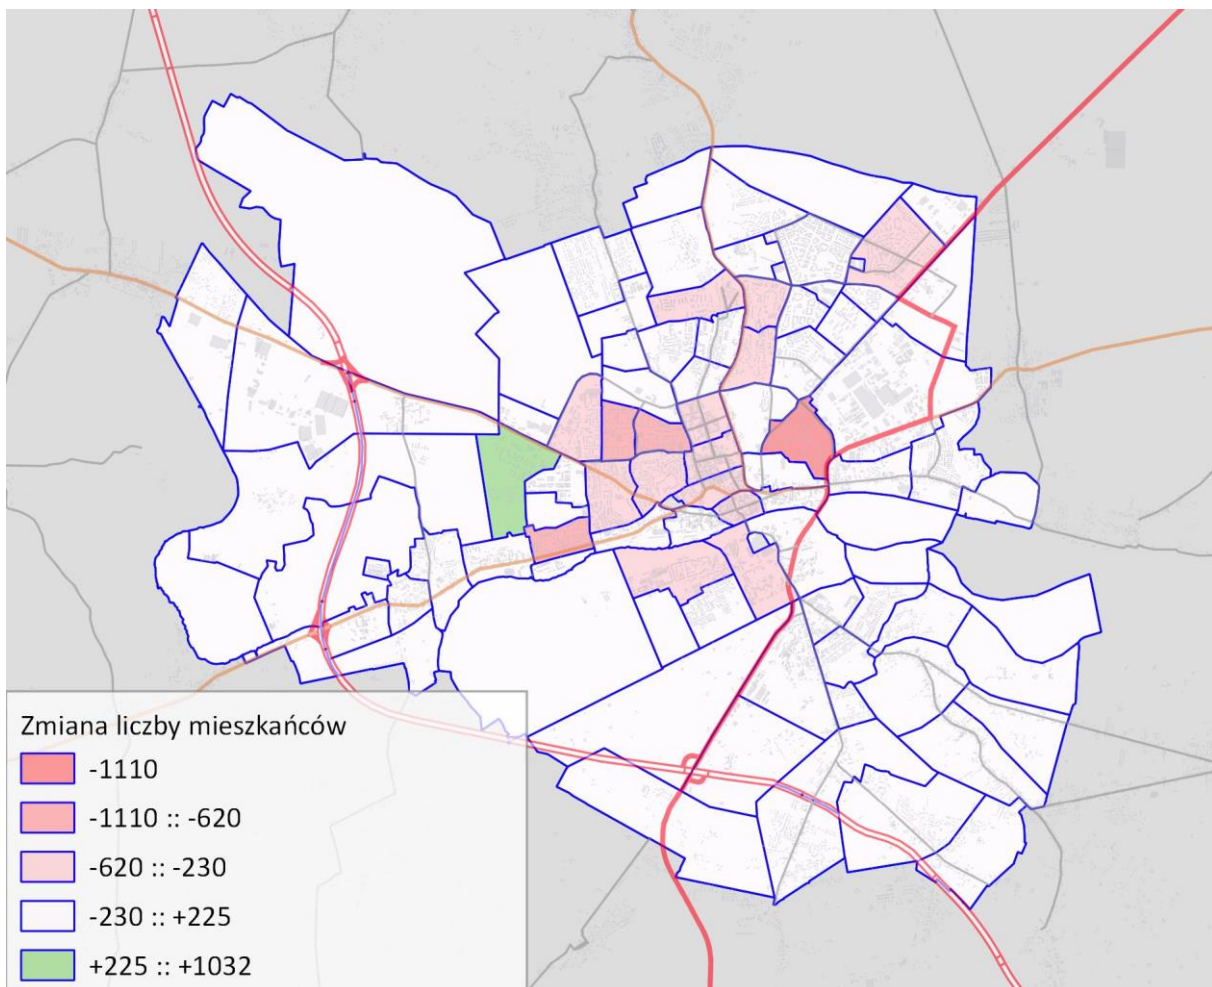 Zmiana liczby mieszkańców
-1110
-1110 :: -620
-620 :: -230
-230 :: +225
+225 :: +1032